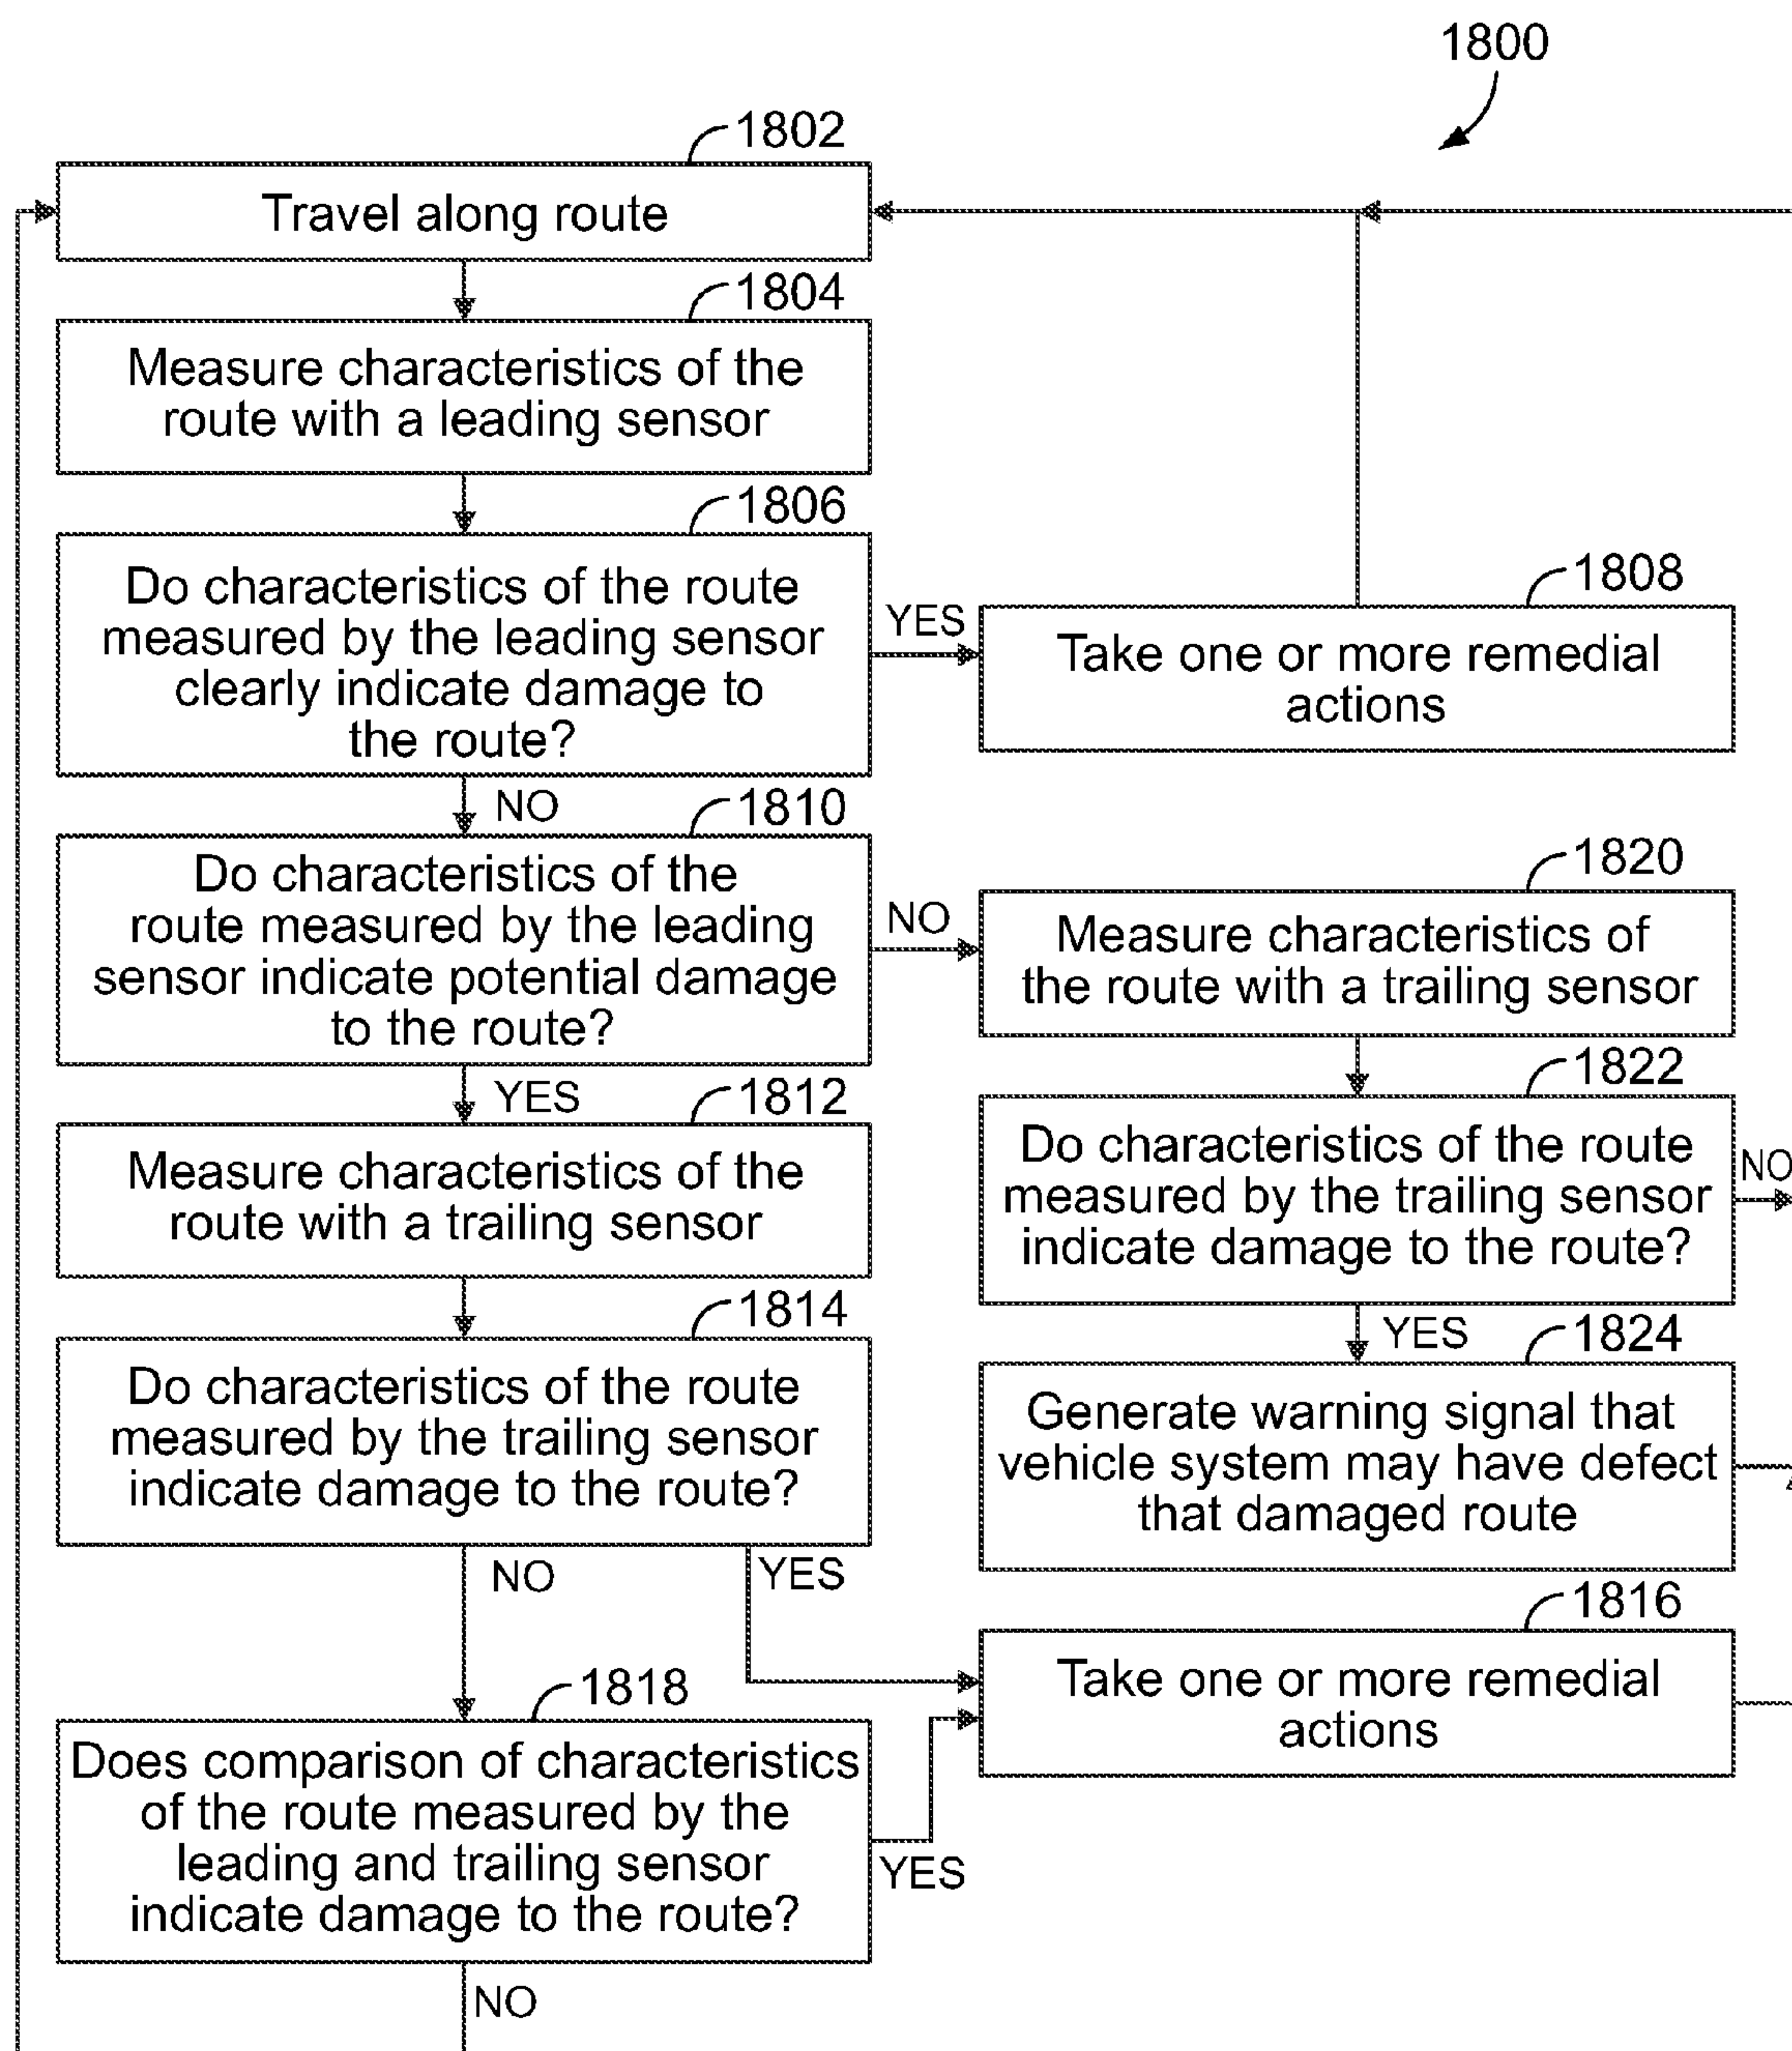 1800
1802
Travel along route
1804
Measure characteristics of the
route with a leading sensor
1806
Do characteristics of the route
measured by the leading sensor
clearly indicate damage to
the route?
YES
1808
Take one or more remedial
actions
NO
1810
Do characteristics of the
route measured by the leading
sensor indicate potential damage
to the route?
NO
1820
Measure characteristics of
the route with a trailing sensor
YES
1812
Measure characteristics of the
route with a trailing sensor
1822
Do characteristics of the route
measured by the trailing sensor
indicate damage to the route?
NO
1814
Do characteristics of the route
measured by the trailing sensor
indicate damage to the route?
YES
1824
Generate warning signal that
vehicle system may have defect
that damaged route
NO
YES
1816
Take one or more remedial
actions
1818
Does comparison of characteristics
of the route measured by the
leading and trailing sensor
indicate damage to the route?
YES
NO